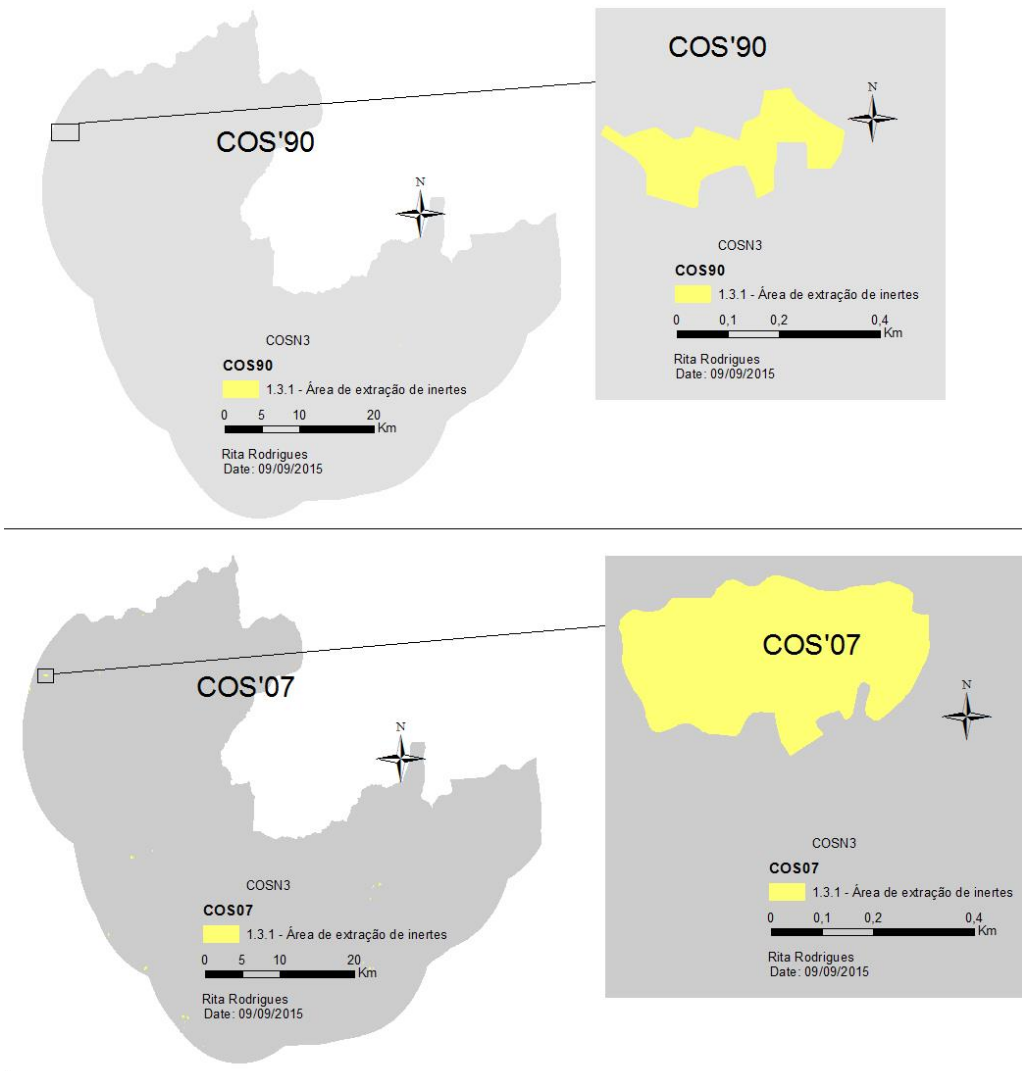 COS'90
N
COSN3
COS90
1.3.1 - Área de extração de inertes
0 5 10 20
Km
Rita Rodrigues
Date: 09/09/2015
COS'90
N
COSN3
COS90
1.3.1 - Área de extração de inertes
0 0,1 0,2 0,4
Km
Rita Rodrigues
Date: 09/09/2015
COS'07
N
COSN3
COS07
1.3.1 - Área de extração de inertes
0 5 10 20
Km
Rita Rodrigues
Date: 09/09/2015
COS'07
N
COSN3
COS07
1.3.1 - Área de extração de inertes
0 0,1 0,2 0,4
Km
Rita Rodrigues
Date: 09/09/2015